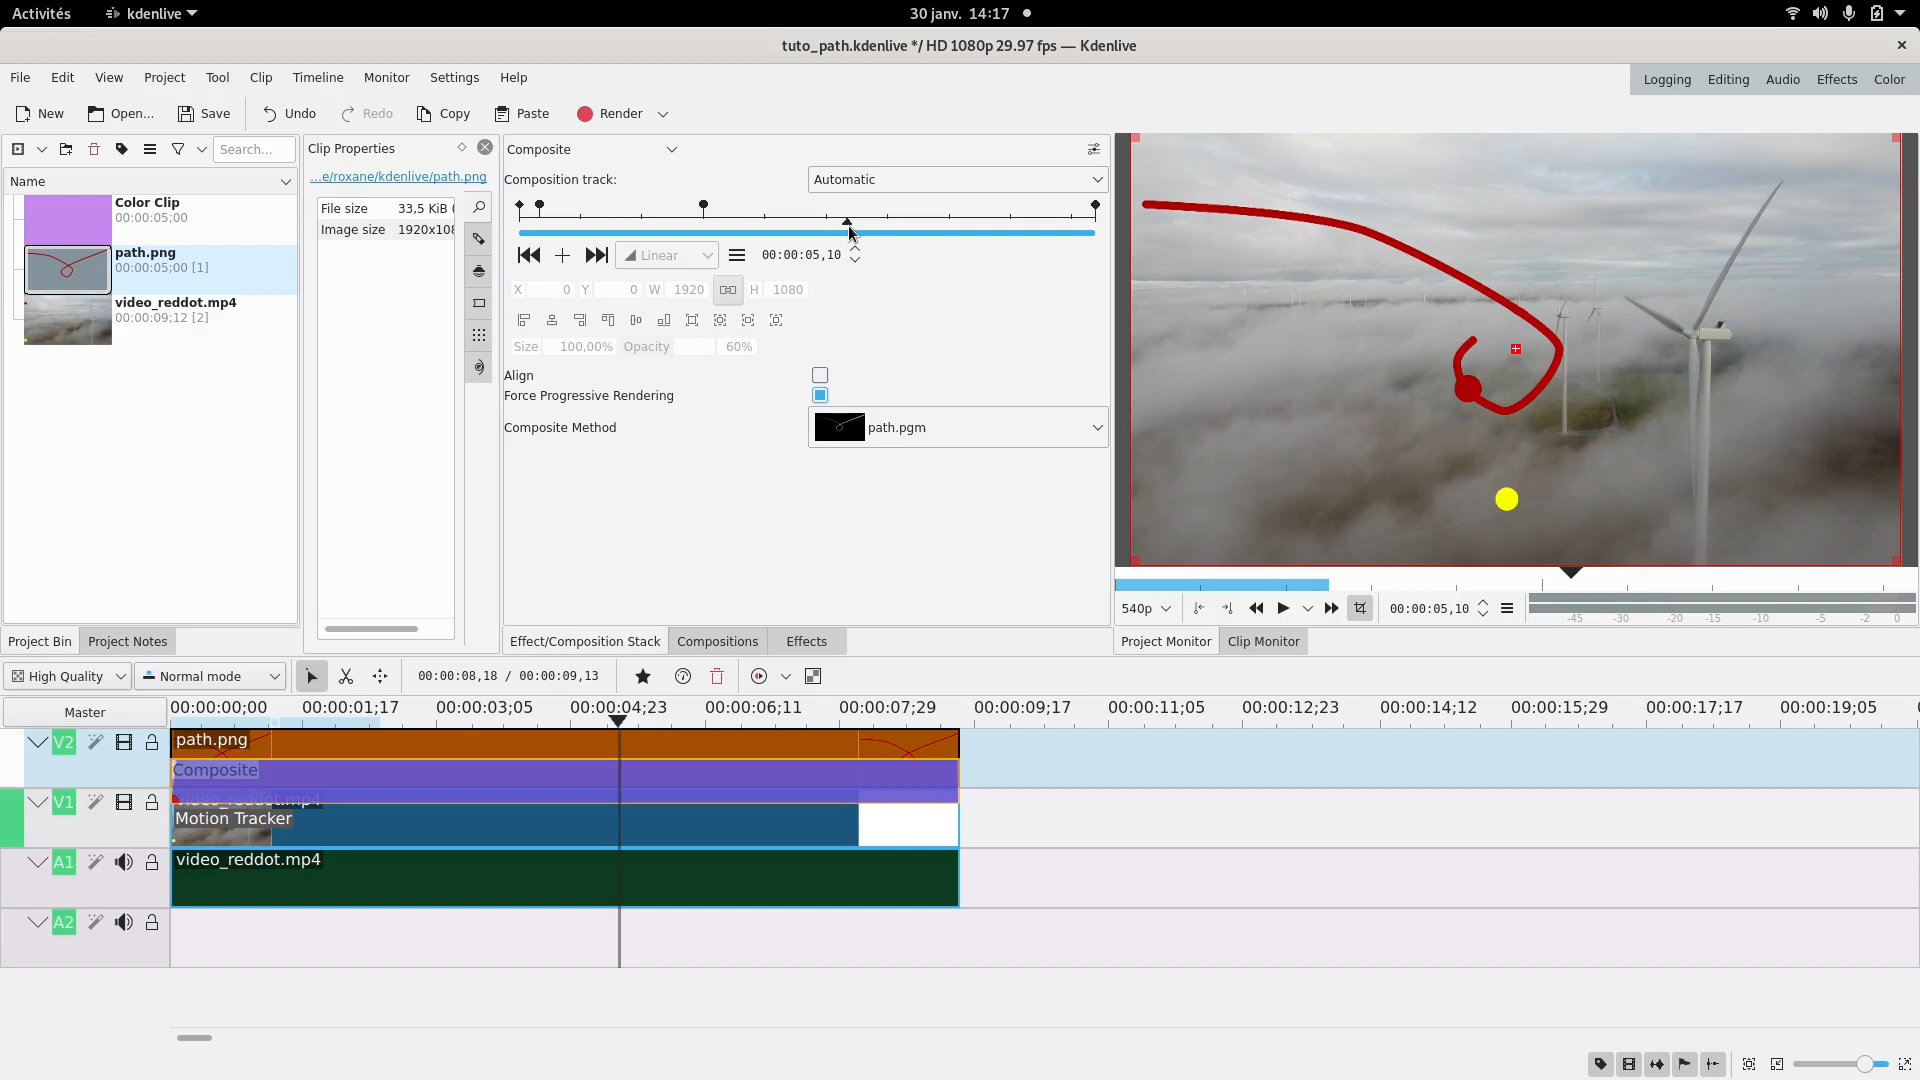 Activités
kdenlive
30 janv. 14:17
tuto_path.kdenlive */ HD 1080p 29.97 fps — Kdenlive
File Edit View Project Tool Clip Timeline Monitor Settings Help
Logging Editing Audio Effects Color
New Open... Save Undo Redo Copy Paste Render
Search...
Name
Color Clip
00:00:05;00
path.png
00:00:05;00 [1]
video_reddot.mp4
00:00:09;12 [2]
Project Bin Project Notes
Clip Properties
...e/roxane/kdenlive/path.png
File size 33,5 KiB (
Image size 1920x108
Composite
Composition track: Automatic
Linear 00:00:05,10
X 0 Y 0 W 1920 H 1080
Size 100,00% Opacity 60%
Align
Force Progressive Rendering
Composite Method path.pgm
Effect/Composition Stack Compositions Effects
540p 00:00:05,10
-45 -30 -20 -15 -10 -5 -2 0
Project Monitor Clip Monitor
High Quality Normal mode 00:00:08,18 / 00:00:09,13
Master
00:00:00;00 00:00:01;17 00:00:03;05 00:00:04;23 00:00:06;11 00:00:07;29 00:00:09;17 00:00:11;05 00:00:12;23 00:00:14;12 00:00:15;29 00:00:17;17 00:00:19;05
V2 path.png
Composite
V1 video_reddot.mp4
Motion Tracker
A1 video_reddot.mp4
A2